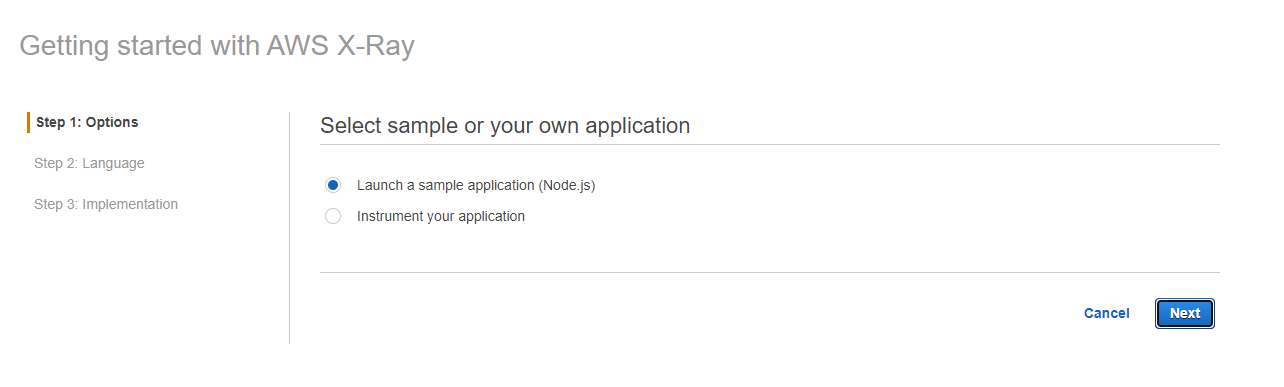 Getting started with AWS X-Ray
Step 1: Options
Step 2: Language
Step 3: Implementation
Select sample or your own application
Launch a sample application (Node.js)
Instrument your application
Cancel
Next